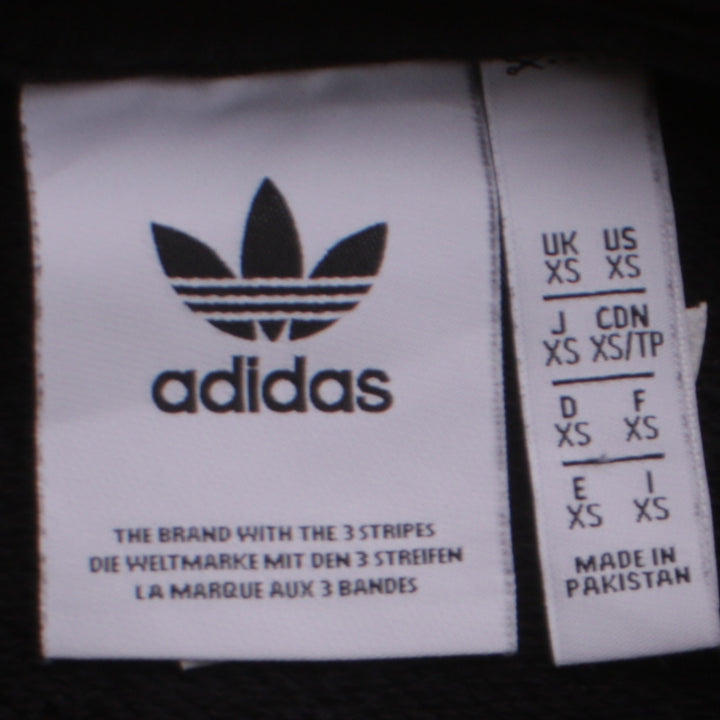 adidas
THE BRAND WITH THE 3 STRIPES
DIE WELTMARKE MIT DEN 3 STREIFEN
LA MARQUE AUX 3 BANDES
UK US
XS XS
J CDN
XS XS/TP
D F
XS XS
E I
XS XS
MADE IN
PAKISTAN